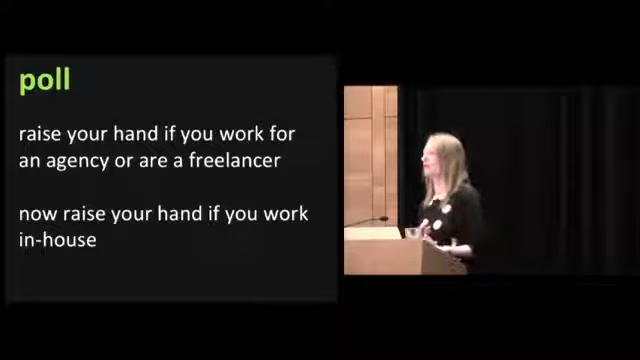 poll
raise your hand if you work for
an agency or are a freelancer
now raise your hand if you work
in-house